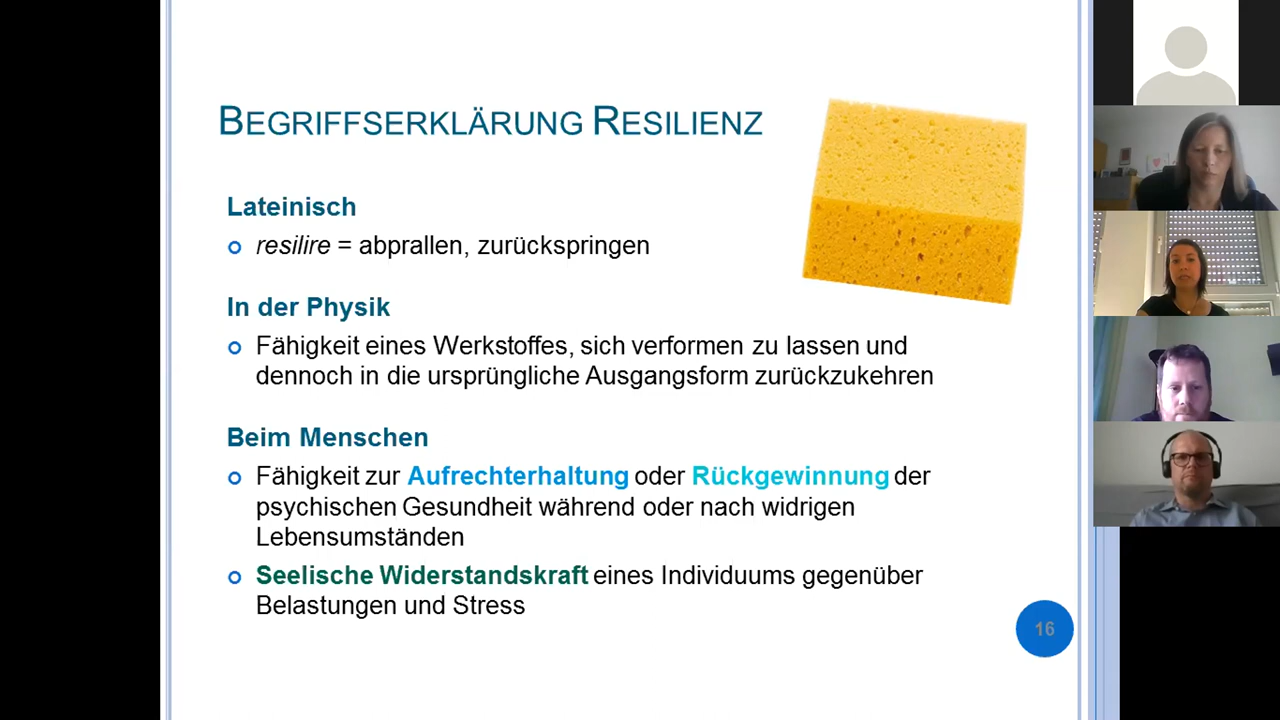 BEGRIFFSERKLÄRUNG RESILIENZ
Lateinisch
resilire = abprallen, zurückspringen
In der Physik
Fähigkeit eines Werkstoffes, sich verformen zu lassen und
dennoch in die ursprüngliche Ausgangsform zurückzukehren
Beim Menschen
Fähigkeit zur Aufrechterhaltung oder Rückgewinnung der
psychischen Gesundheit während oder nach widrigen
Lebensumständen
Seelische Widerstandskraft eines Individuums gegenüber
Belastungen und Stress
16